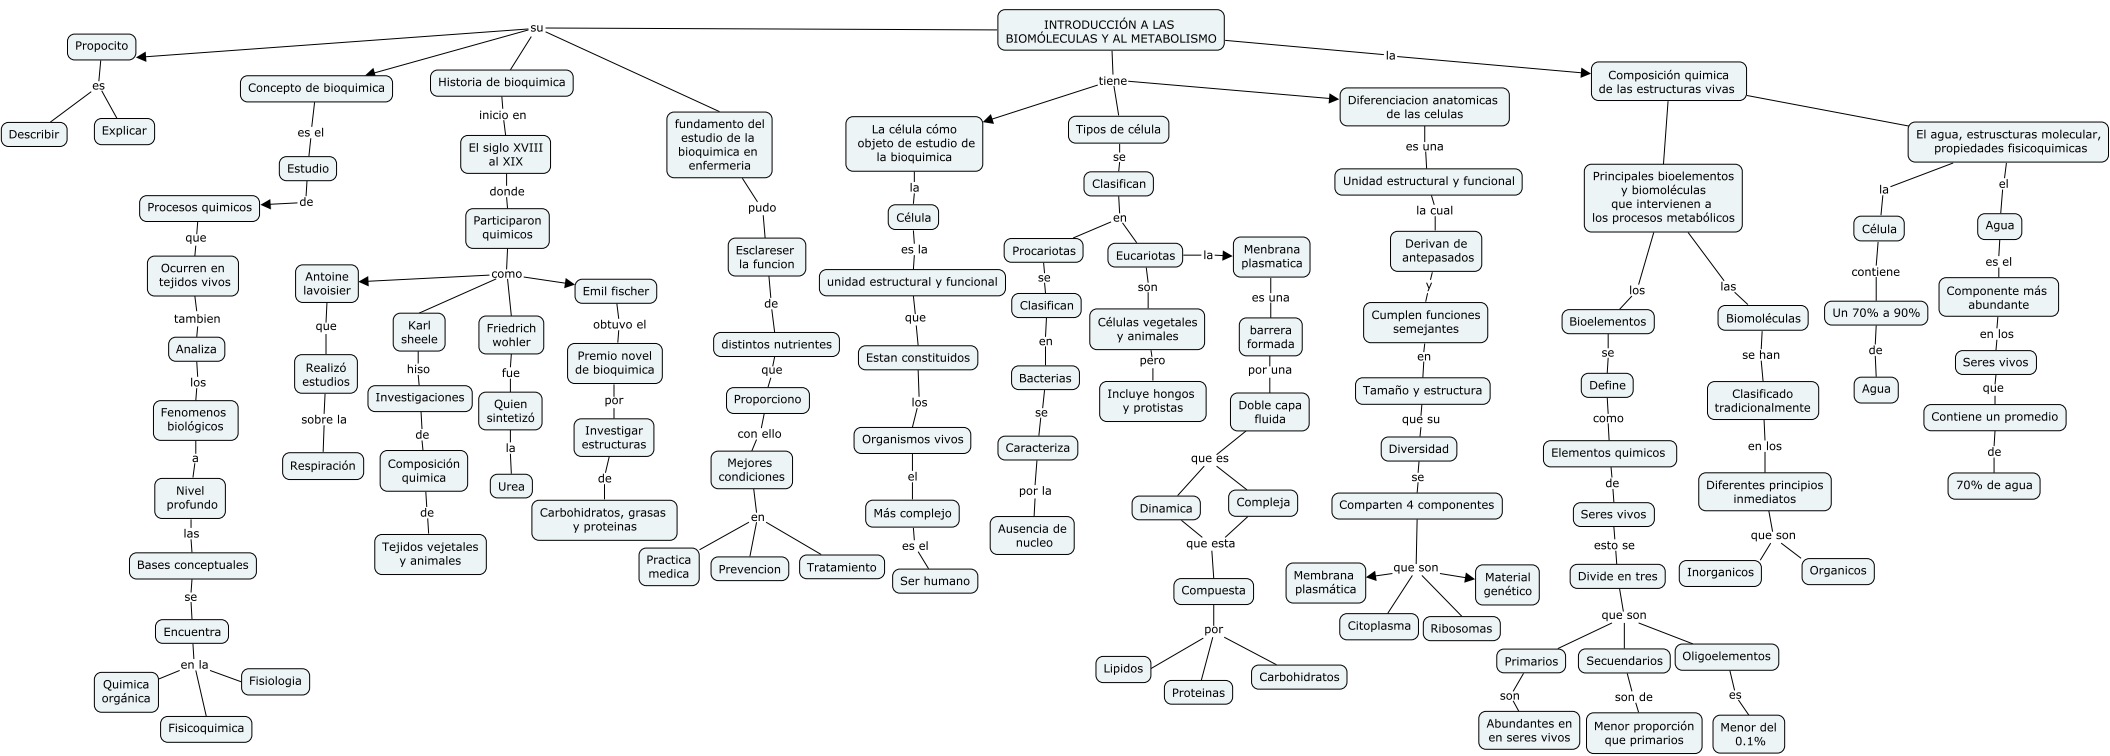 INTRODUCCIÓN A LAS
BIOMÓLECULAS Y AL METABOLISMO
su
Propocito
es
Describir
Explicar
Concepto de bioquimica
es el
Estudio
de
Procesos quimicos
que
Ocurren en
tejidos vivos
tambien
Analiza
los
Fenomenos
biológicos
a
Nivel
profundo
las
Bases conceptuales
se
Encuentra
en la
Quimica
orgánica
Fisicoquimica
Fisiologia
Historia de bioquimica
inicio en
El siglo XVIII
al XIX
donde
Participaron
quimicos
como
Antoine
lavoisier
que
Realizó
estudios
sobre la
Respiración
Karl
sheele
hiso
Investigaciones
de
Composición
quimica
de
Tejidos vejetales
y animales
Friedrich
wohler
fue
Quien
sintetizó
la
Urea
Emil fischer
obtuvo el
Premio novel
de bioquimica
por
Investigar
estructuras
de
Carbohidratos, grasas
y proteinas
fundamento del
estudio de la
bioquimica en
enfermeria
pudo
Esclareser
la funcion
de
distintos nutrientes
que
Proporciono
con ello
Mejores
condiciones
en
Practica
medica
Prevencion
Tratamiento
tiene
La célula cómo
objeto de estudio de
la bioquimica
la
Célula
es la
unidad estructural y funcional
que
Estan constituidos
los
Organismos vivos
el
Más complejo
es el
Ser humano
Tipos de célula
se
Clasifican
en
Procariotas
se
Clasifican
en
Bacterias
se
Caracteriza
por la
Ausencia de
nucleo
Eucariotas
son
Células vegetales
y animales
pero
Incluye hongos
y protistas
la
Menbrana
plasmatica
es una
barrera
formada
por una
Doble capa
fluida
que es
Dinamica
Compleja
que esta
Compuesta
por
Lipidos
Proteinas
Carbohidratos
Diferenciacion anatomicas
de las celulas
es una
Unidad estructural y funcional
la cual
Derivan de
antepasados
y
Cumplen funciones
semejantes
en
Tamaño y estructura
que su
Diversidad
se
Comparten 4 componentes
que son
Membrana
plasmática
Citoplasma
Ribosomas
Material
genético
la
Composición quimica
de las estructuras vivas
Principales bioelementos
y biomoléculas
que intervienen a
los procesos metabólicos
los
Bioelementos
se
Define
como
Elementos quimicos
de
Seres vivos
esto se
Divide en tres
que son
Primarios
son
Abundantes en
en seres vivos
Secuendarios
son de
Menor proporción
que primarios
Oligoelementos
es
Menor del
0.1%
las
Biomoléculas
se han
Clasificado
tradicionalmente
en los
Diferentes principios
inmediatos
que son
Inorganicos
Organicos
El agua, estruscturas molecular,
propiedades fisicoquimicas
la
Célula
contiene
Un 70% a 90%
de
Agua
el
Agua
es el
Componente más
abundante
en los
Seres vivos
que
Contiene un promedio
de
70% de agua